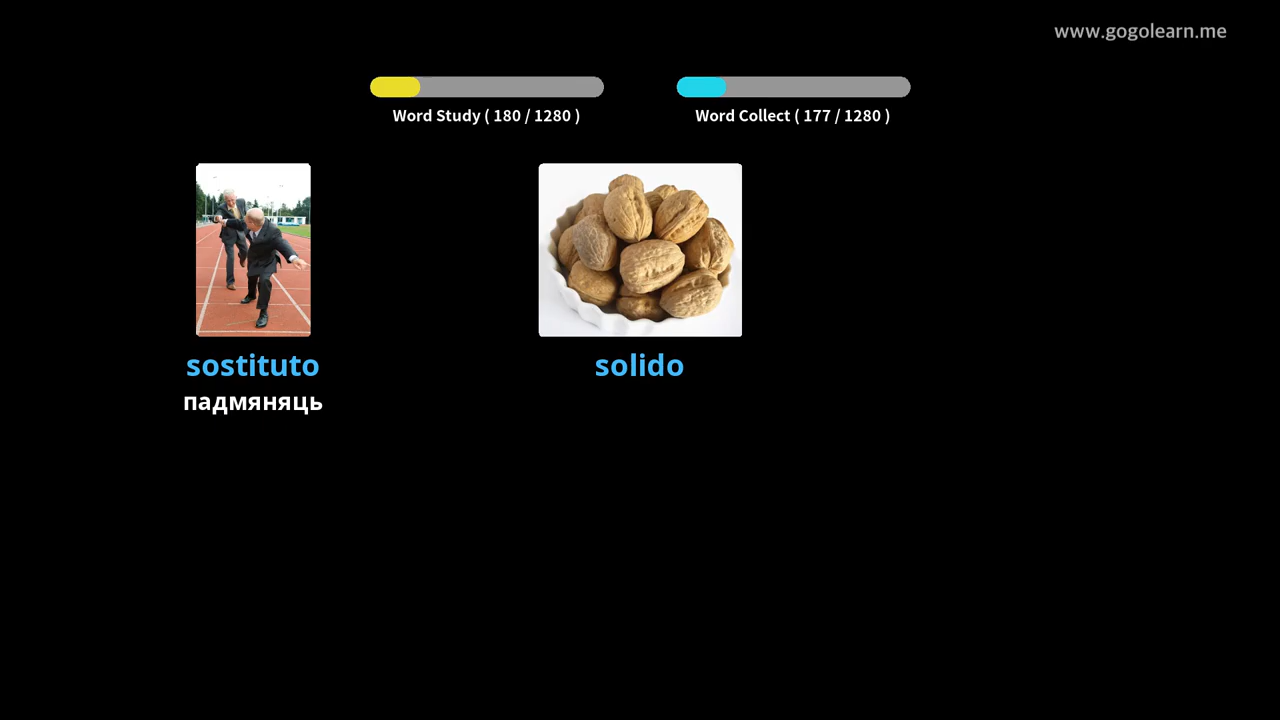 www.gogolearn.me
Word Study ( 180 / 1280 )
Word Collect ( 177 / 1280 )
sostituto
падмяняць
solido